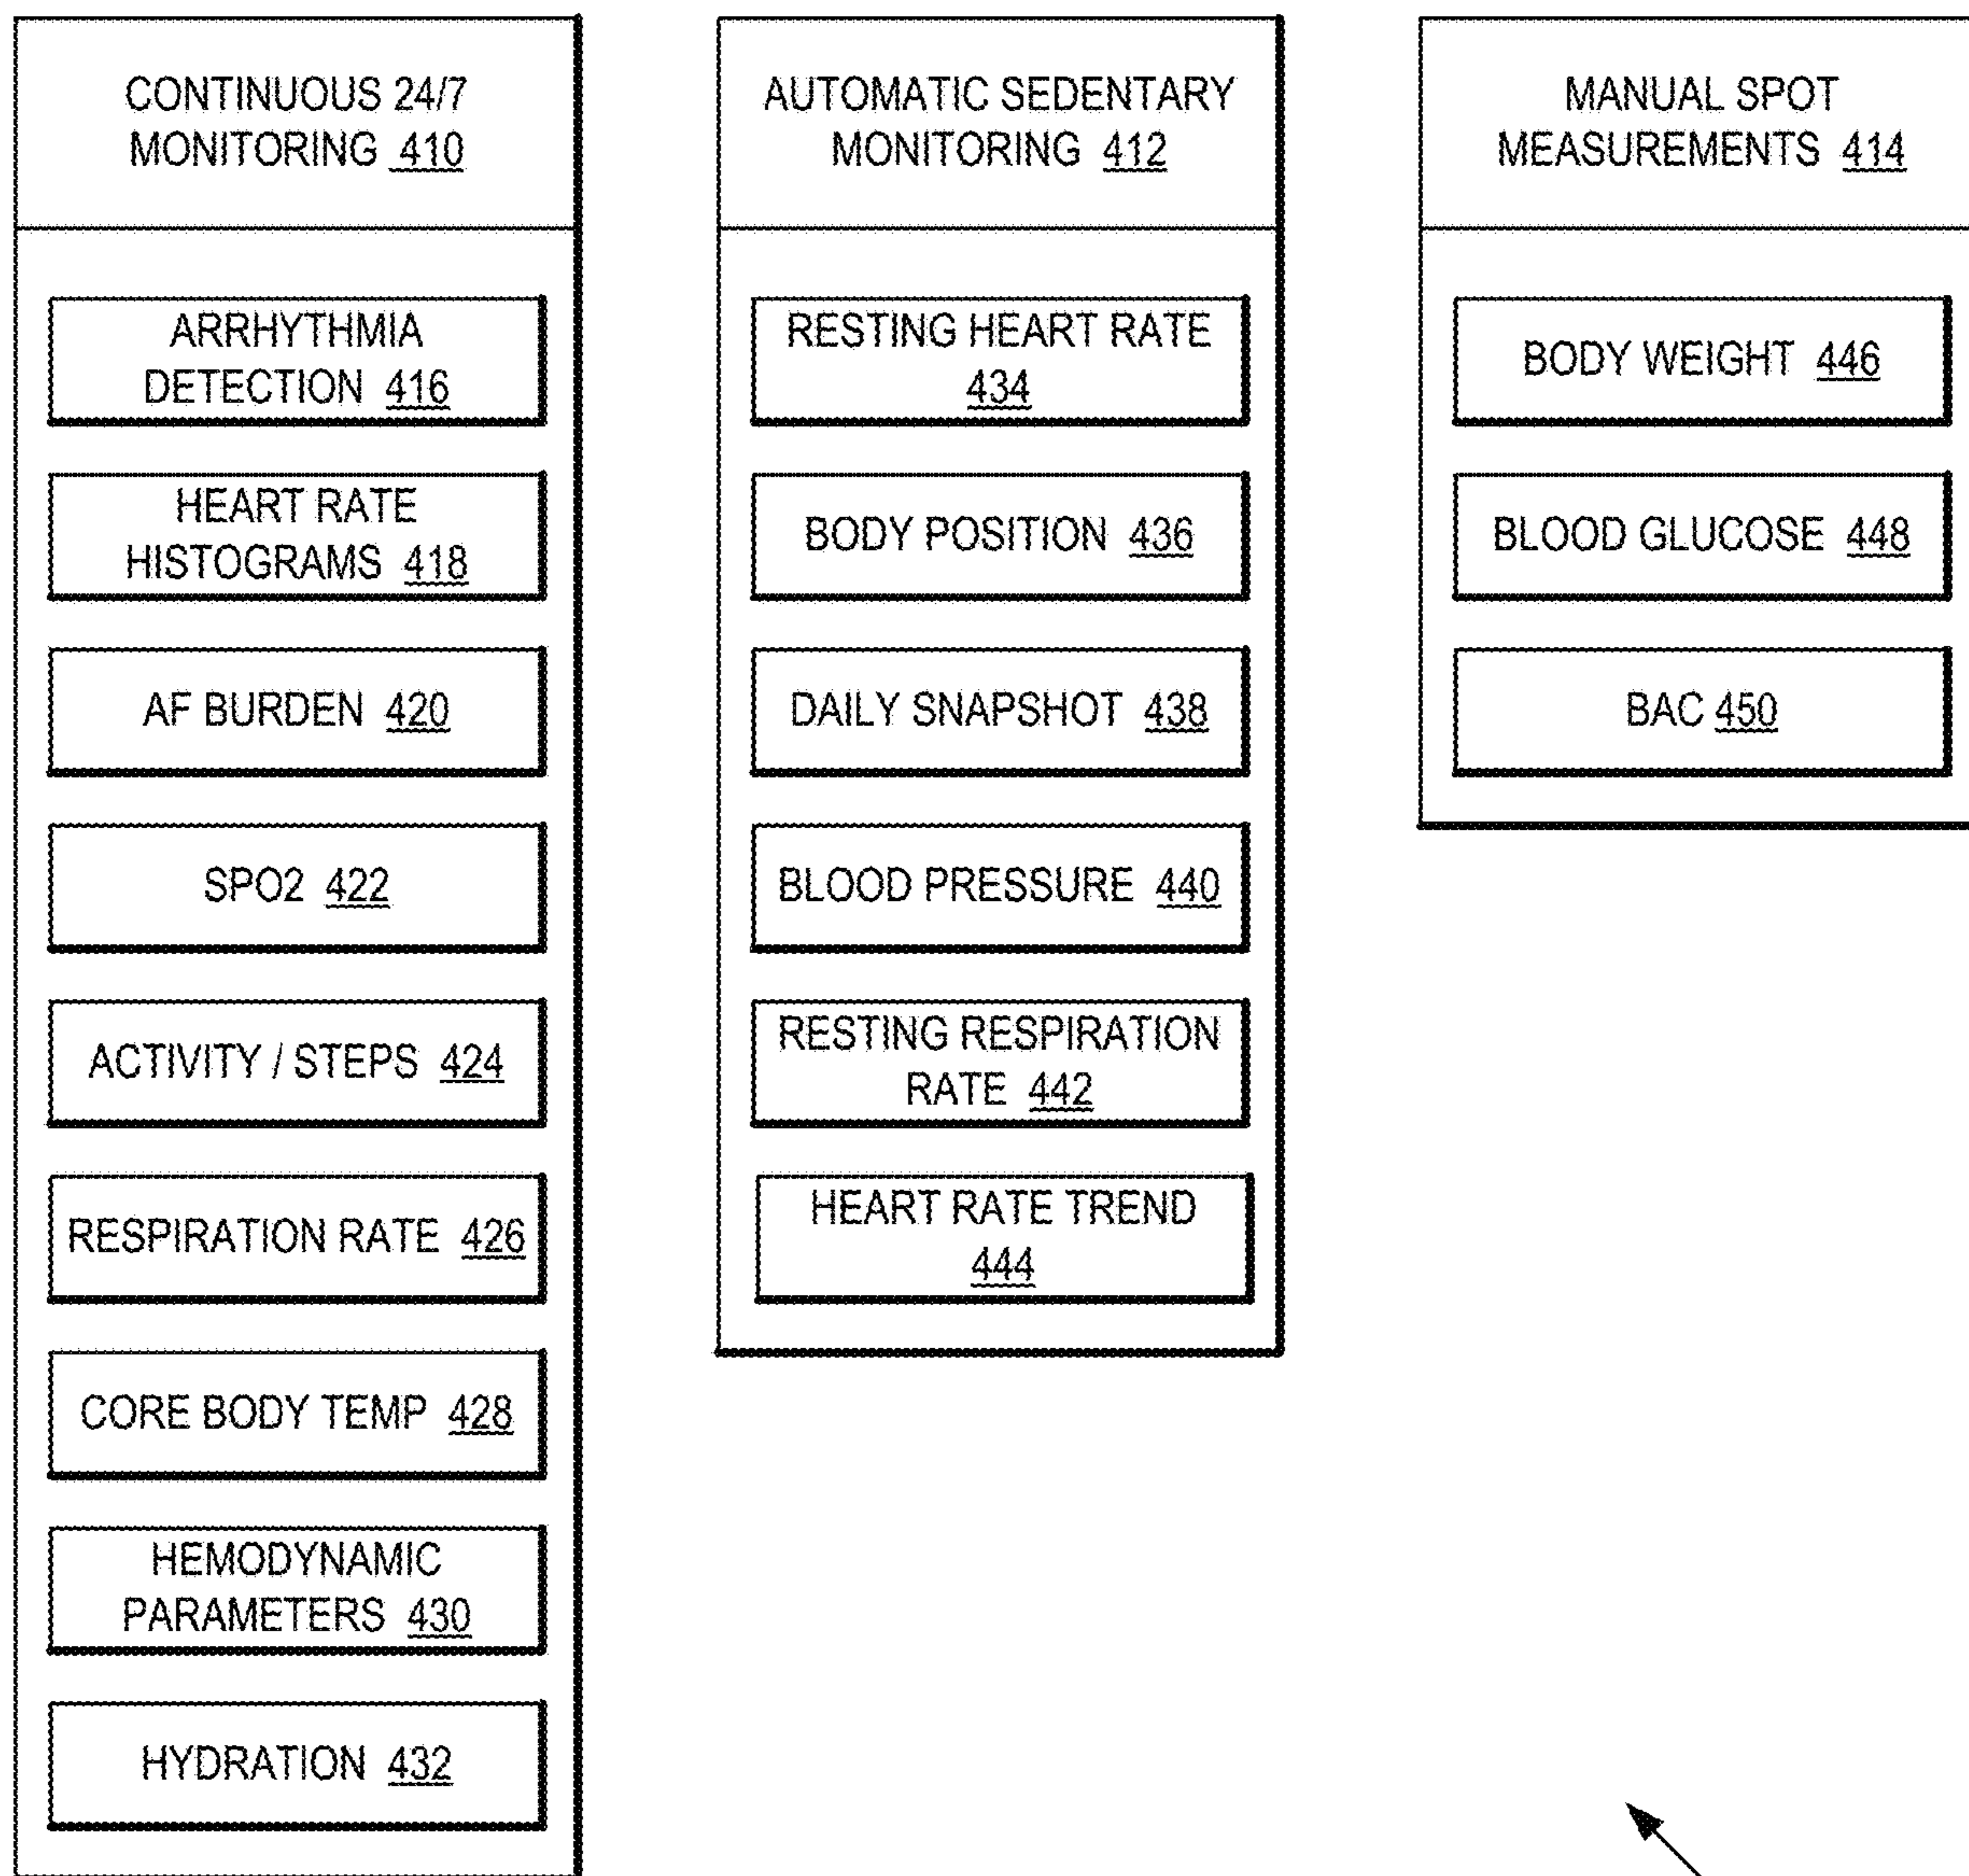 CONTINUOUS 24/7
MONITORING 410
ARRHYTHMIA
DETECTION 416
HEART RATE
HISTOGRAMS 418
AF BURDEN 420
SPO2 422
ACTIVITY / STEPS 424
RESPIRATION RATE 426
CORE BODY TEMP 428
HEMODYNAMIC
PARAMETERS 430
HYDRATION 432
AUTOMATIC SEDENTARY
MONITORING 412
RESTING HEART RATE
434
BODY POSITION 436
DAILY SNAPSHOT 438
BLOOD PRESSURE 440
RESTING RESPIRATION
RATE 442
HEART RATE TREND
444
MANUAL SPOT
MEASUREMENTS 414
BODY WEIGHT 446
BLOOD GLUCOSE 448
BAC 450